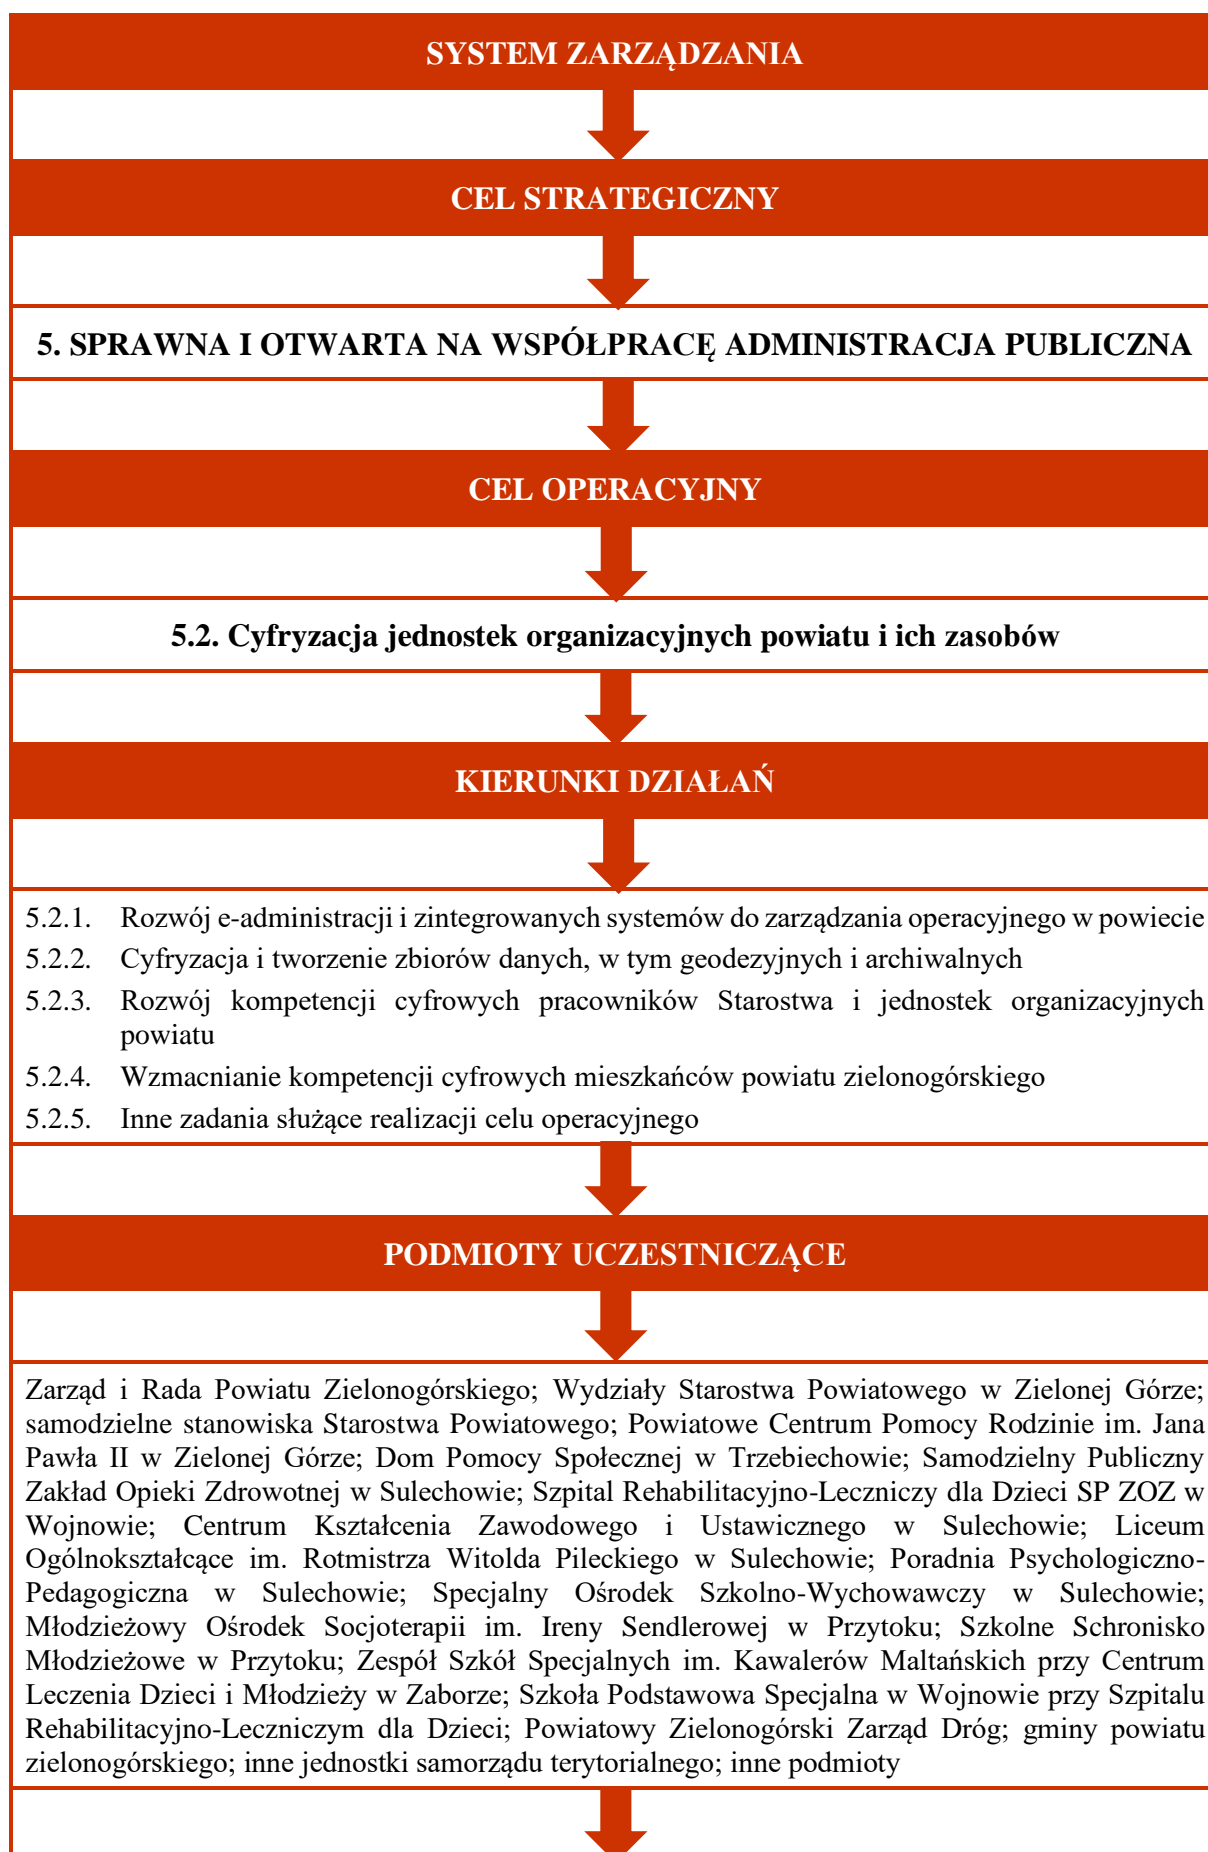 SYSTEM ZARZĄDZANIA
CEL STRATEGICZNY
5. SPRAWNA I OTWARTA NA WSPÓŁPRACĘ ADMINISTRACJA PUBLICZNA
CEL OPERACYJNY
5.2. Cyfryzacja jednostek organizacyjnych powiatu i ich zasobów
KIERUNKI DZIAŁAŃ
5.2.1. Rozwój e-administracji i zintegrowanych systemów do zarządzania operacyjnego w powiecie
5.2.2. Cyfryzacja i tworzenie zbiorów danych, w tym geodezyjnych i archiwalnych
5.2.3. Rozwój kompetencji cyfrowych pracowników Starostwa i jednostek organizacyjnych
powiatu
5.2.4. Wzmacnianie kompetencji cyfrowych mieszkańców powiatu zielonogórskiego
5.2.5. Inne zadania służące realizacji celu operacyjnego
PODMIOTY UCZESTNICZĄCE
Zarząd i Rada Powiatu Zielonogórskiego; Wydziały Starostwa Powiatowego w Zielonej Górze;
samodzielne stanowiska Starostwa Powiatowego; Powiatowe Centrum Pomocy Rodzinie im. Jana
Pawła II w Zielonej Górze; Dom Pomocy Społecznej w Trzebiechowie; Samodzielny Publiczny
Zakład Opieki Zdrowotnej w Sulechowie; Szpital Rehabilitacyjno-Leczniczy dla Dzieci SP ZOZ w
Wojnowie; Centrum Kształcenia Zawodowego i Ustawicznego w Sulechowie; Liceum
Ogólnokształcące im. Rotmistrza Witolda Pileckiego w Sulechowie; Poradnia Psychologiczno-
Pedagogiczna w Sulechowie; Specjalny Ośrodek Szkolno-Wychowawczy w Sulechowie;
Młodzieżowy Ośrodek Socjoterapii im. Ireny Sendlerowej w Przytoku; Szkolne Schronisko
Młodzieżowe w Przytoku; Zespół Szkół Specjalnych im. Kawalerów Maltańskich przy Centrum
Leczenia Dzieci i Młodzieży w Zaborze; Szkoła Podstawowa Specjalna w Wojnowie przy Szpitalu
Rehabilitacyjno-Leczniczym dla Dzieci; Powiatowy Zielonogórski Zarząd Dróg; gminy powiatu
zielonogórskiego; inne jednostki samorządu terytorialnego; inne podmioty